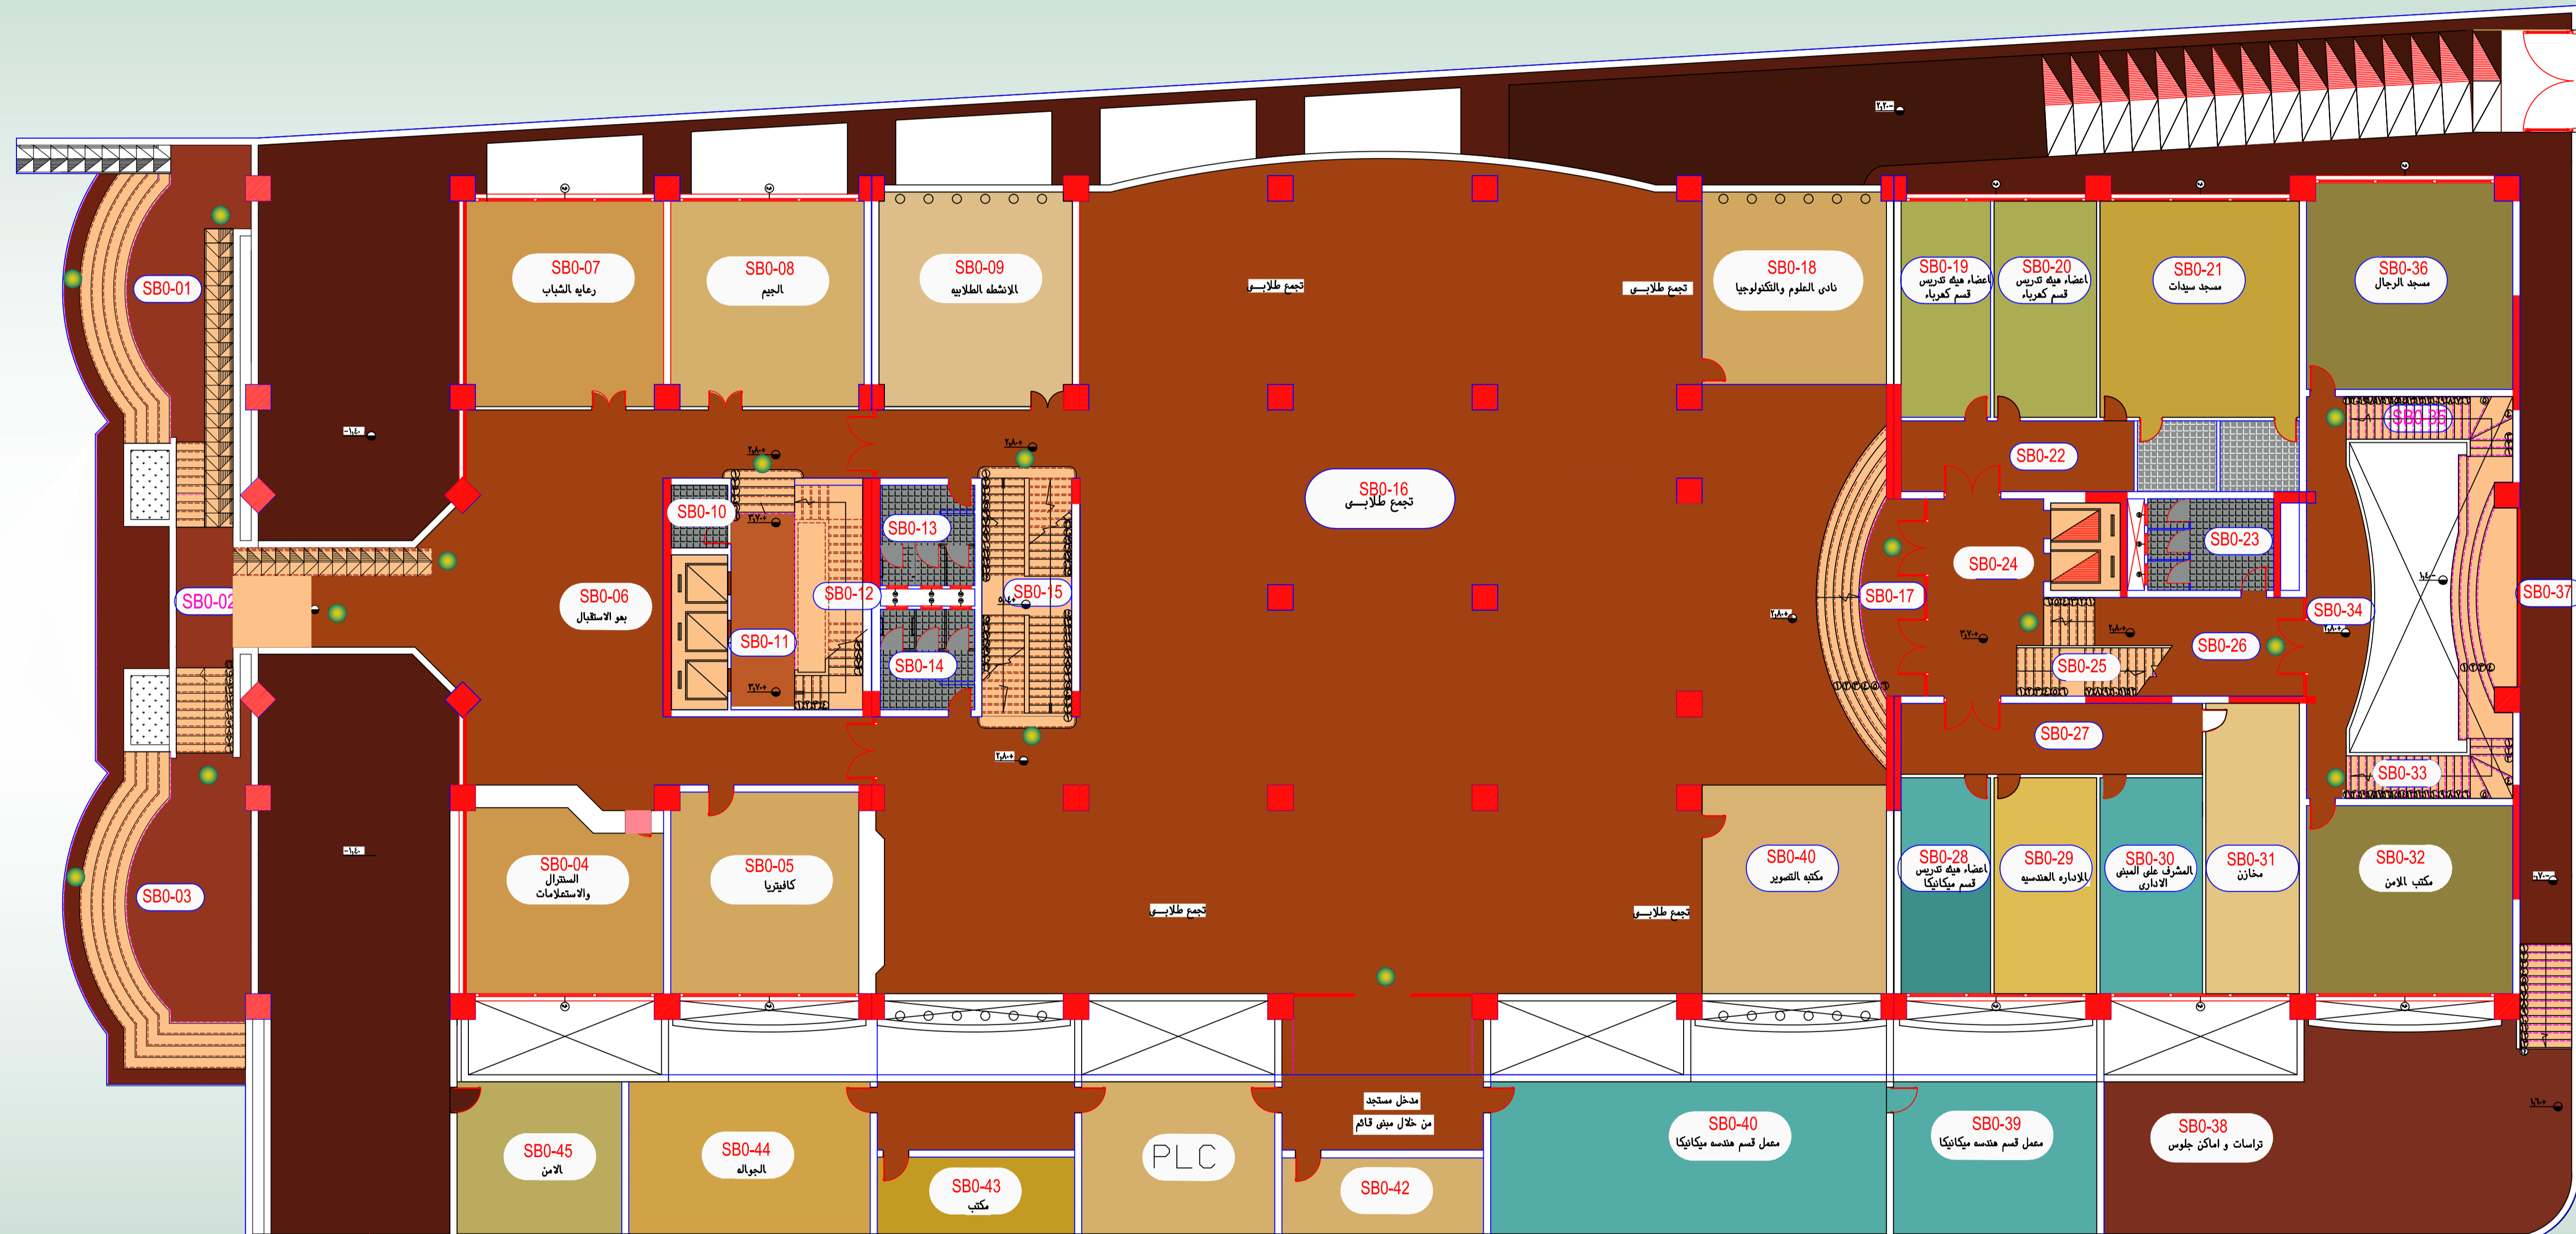 SB0-01
SB0-02
SB0-03
SB0-07
رعايه الشباب
SB0-08
الجيم
SB0-09
الانشطه الطلابيه
تجمع طلابـــى
تجمع طلابـــى
SB0-18
نادى العلوم والتكنولوجيا
SB0-19
اعضاء هيئه تدريس
قسم كهرباء
SB0-20
اعضاء هيئه تدريس
قسم كهرباء
SB0-21
مسجد سيدات
SB0-36
مسجد الرجال
SB0-35
SB0-22
SB0-16
تجمع طلابـــى
SB0-10
SB0-13
SB0-23
SB0-24
SB0-06
بهو الاستقبال
SB0-12
SB0-15
SB0-17
SB0-34
SB0-37
SB0-11
SB0-14
SB0-26
SB0-25
SB0-27
SB0-33
SB0-04
السنترال
والاستعلامات
SB0-05
كافيتريا
تجمع طلابـــى
تجمع طلابـــى
SB0-40
مكتبه التصوير
SB0-28
اعضاء هيئه تدريس
قسم ميكانيكا
SB0-29
الاداره الهندسيه
SB0-30
المشرف على المبنى
الادارى
SB0-31
مخازن
SB0-32
مكتب الامن
مدخل مستجد
من خلال مبنى قائم
SB0-45
الامن
SB0-44
الجواله
SB0-43
مكتب
PLC
SB0-42
SB0-40
معمل قسم هندسه ميكانيكا
SB0-39
معمل قسم هندسه ميكانيكا
SB0-38
تراسات و اماكن جلوس